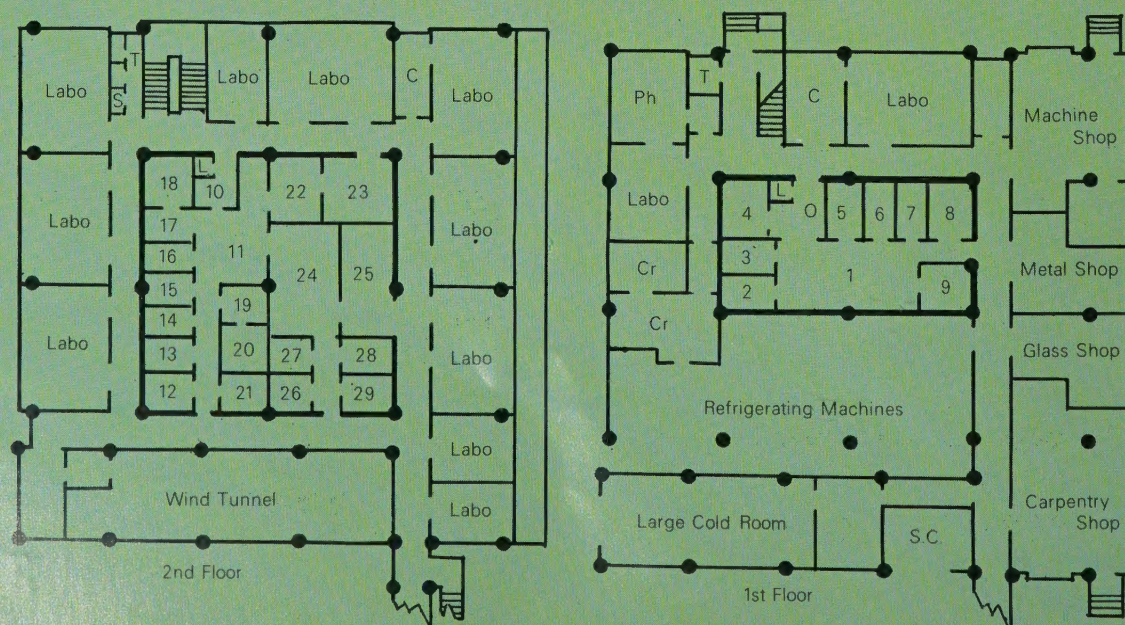 Labo
T
S
Labo
Labo
C
Labo
18
L
10
22
23
17
11
16
24
25
15
19
14
20
27
28
13
12
21
26
29
Labo
Labo
Labo
Labo
Labo
Labo
Wind Tunnel
2nd Floor
Ph
T
C
Labo
Machine
Shop
Labo
4
L
O
5
6
7
8
Cr
3
1
2
9
Metal Shop
Cr
Glass Shop
Refrigerating Machines
Large Cold Room
S.C.
Carpentry
Shop
1st Floor